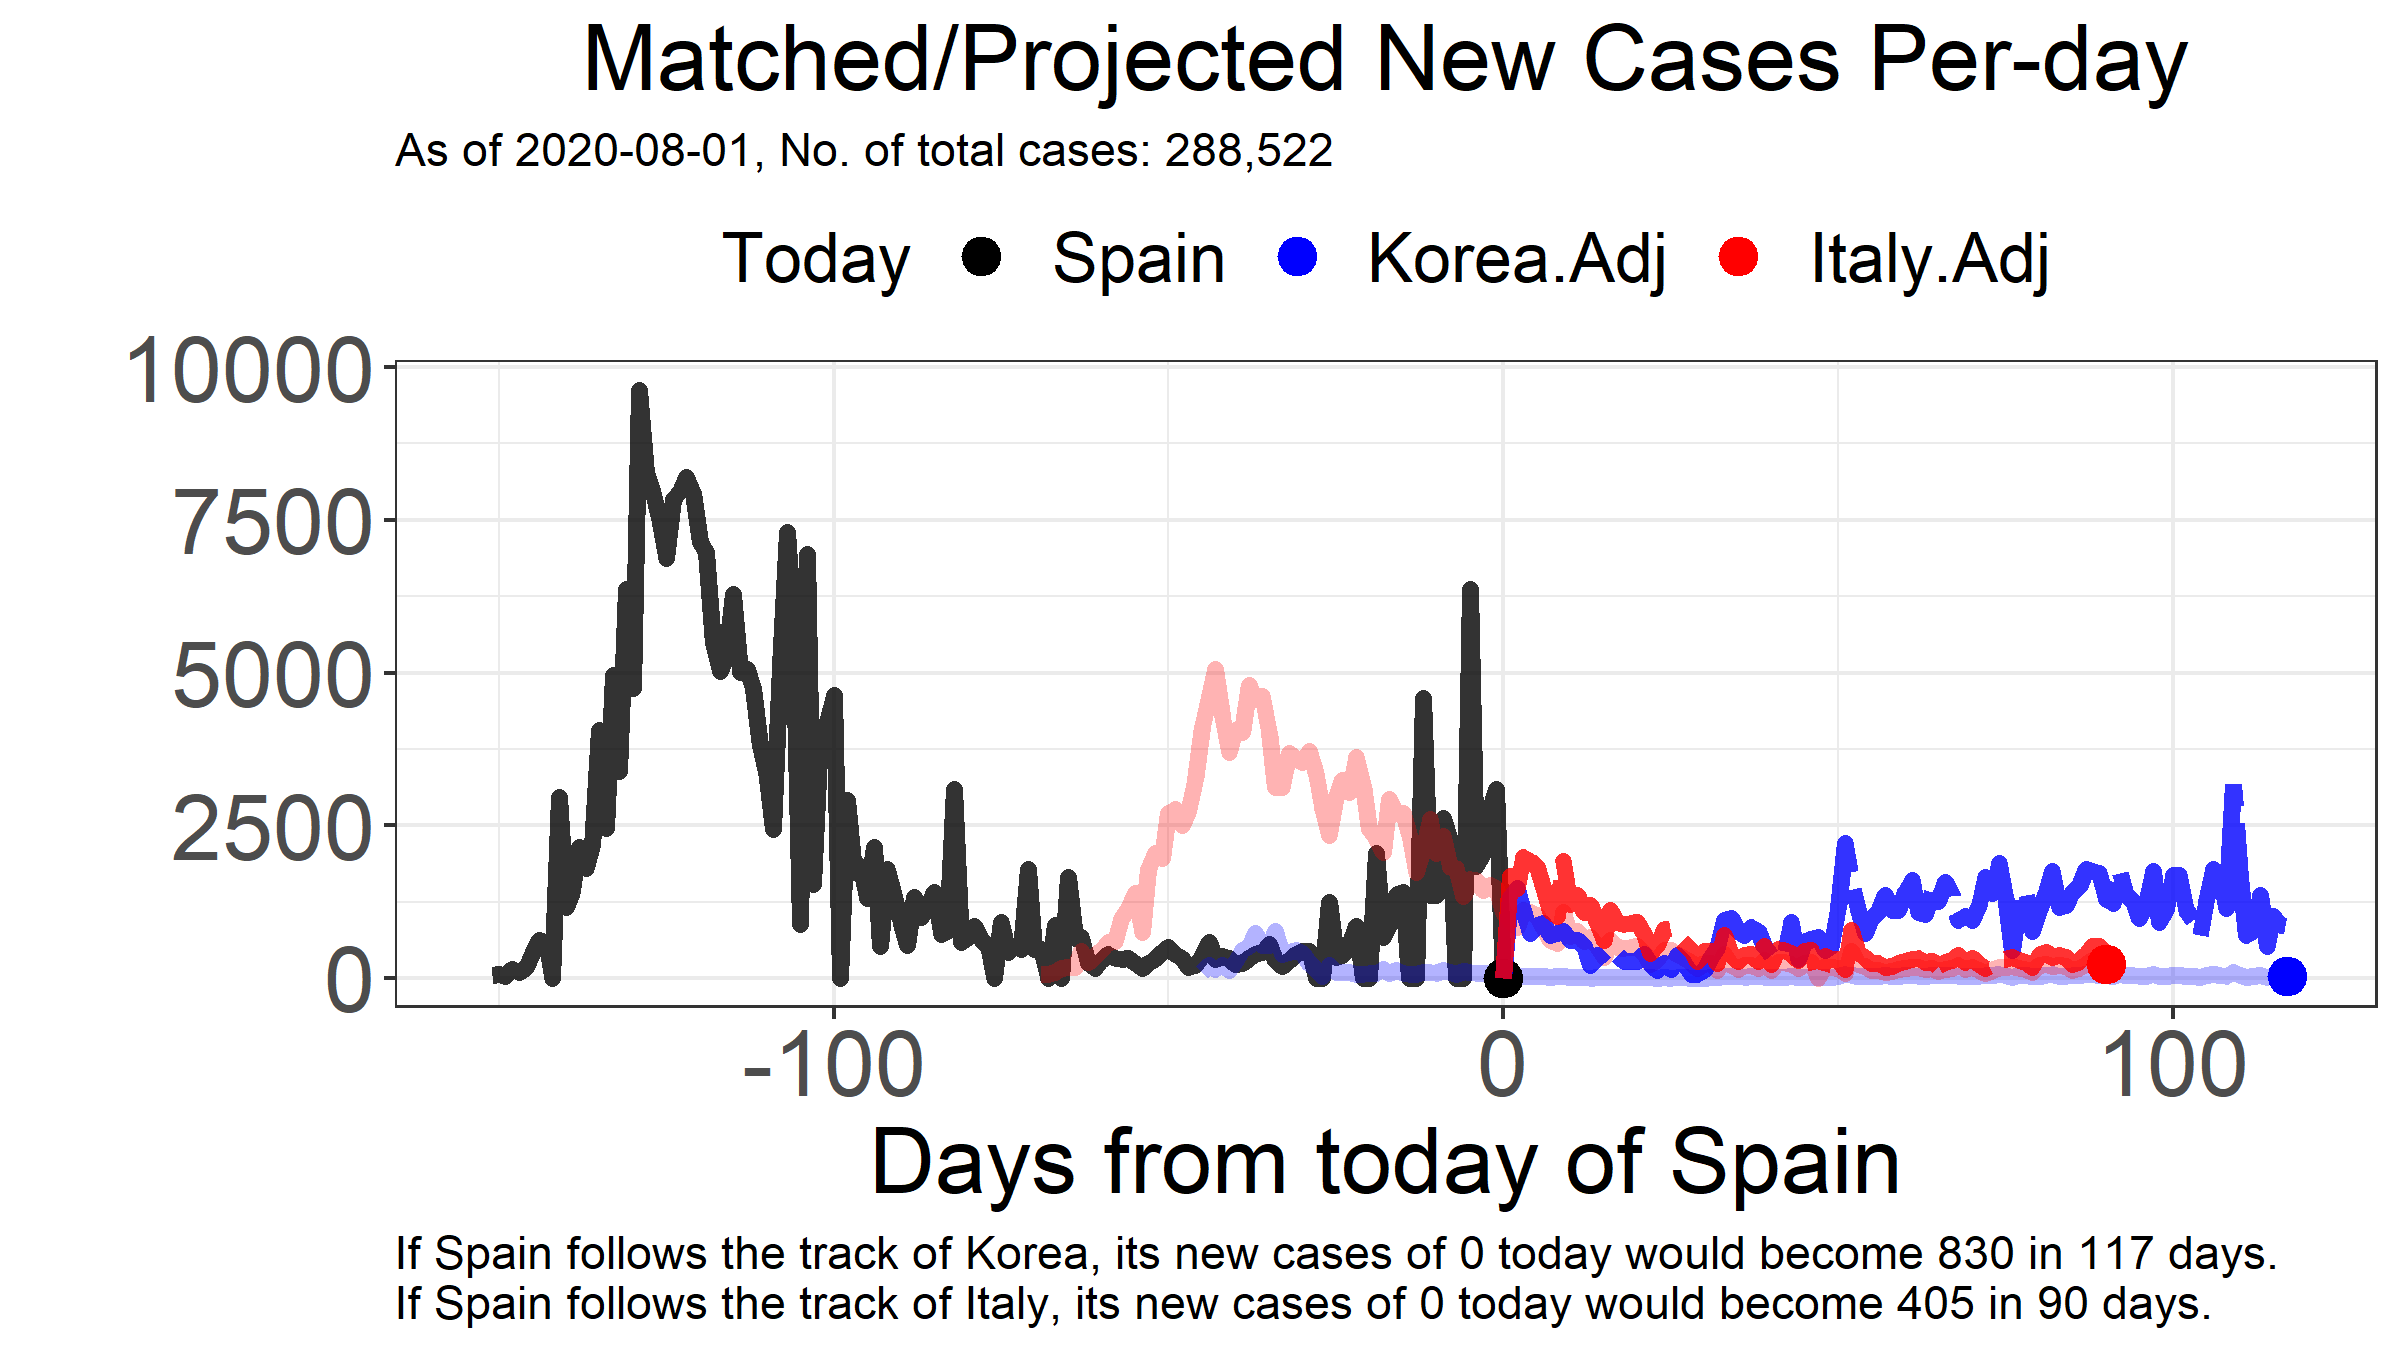 Matched/Projected New Cases Per-day
As of 2020-08-01, No. of total cases: 288,522
Today Spain Korea.Adj Italy.Adj
10000
7500
5000
2500
0
-100 0 100
Days from today of Spain
If Spain follows the track of Korea, its new cases of 0 today would become 830 in 117 days.
If Spain follows the track of Italy, its new cases of 0 today would become 405 in 90 days.